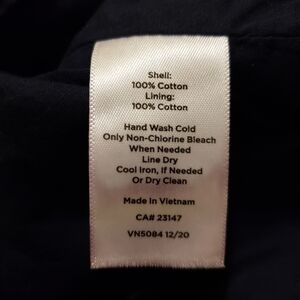 Shell:
100% Cotton
Lining:
100% Cotton
Hand Wash Cold
Only Non-Chlorine Bleach
When Needed
Line Dry
Cool Iron, If Needed
Or Dry Clean
Made In Vietnam
CA# 23147
VN5084 12/20